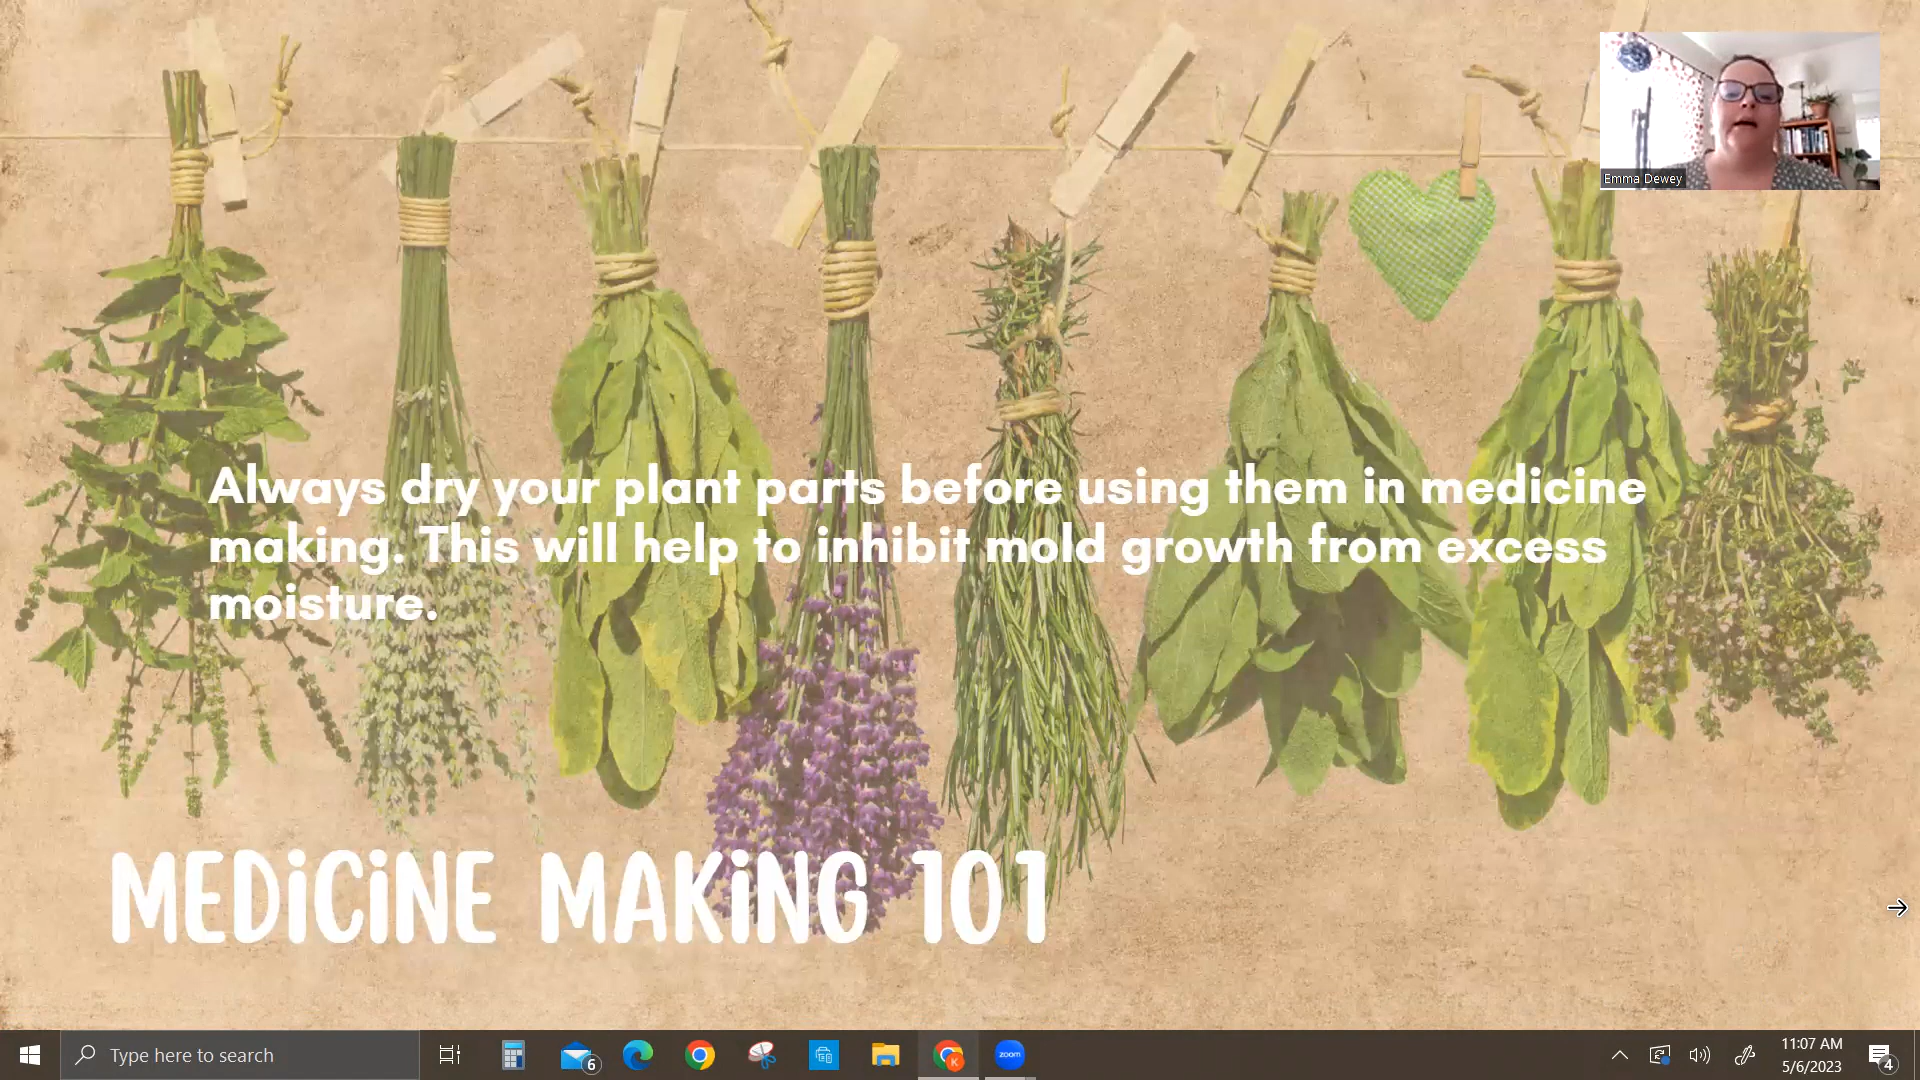 Emma Dewey
Always dry your plant parts before using them in medicine
making. This will help to inhibit mold growth from excess
moisture.
MEDiCiNE MAKiNG 101
Type here to search
6
K
zoom
11:07 AM
5/6/2023
4